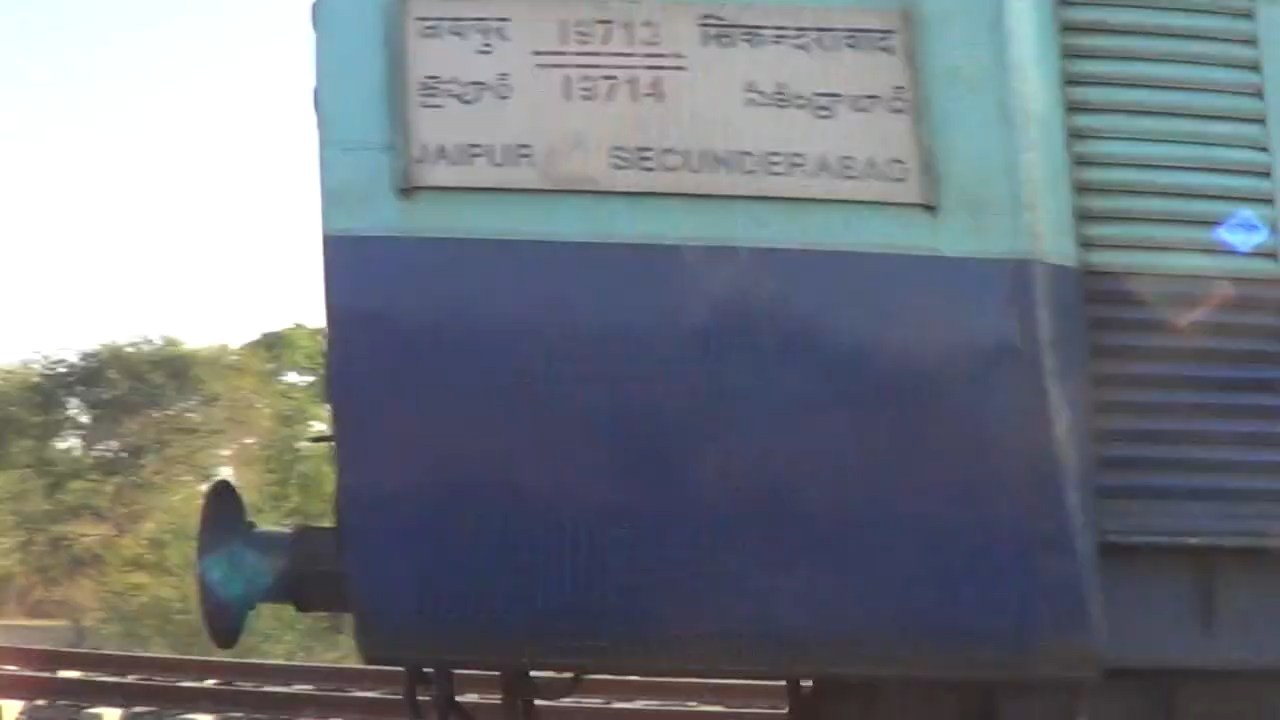 जयपुर 19713 सिकन्दराबाद
జైపూర్ 19714 సికింద్రాబాద్
JAIPUR SECUNDERABAD